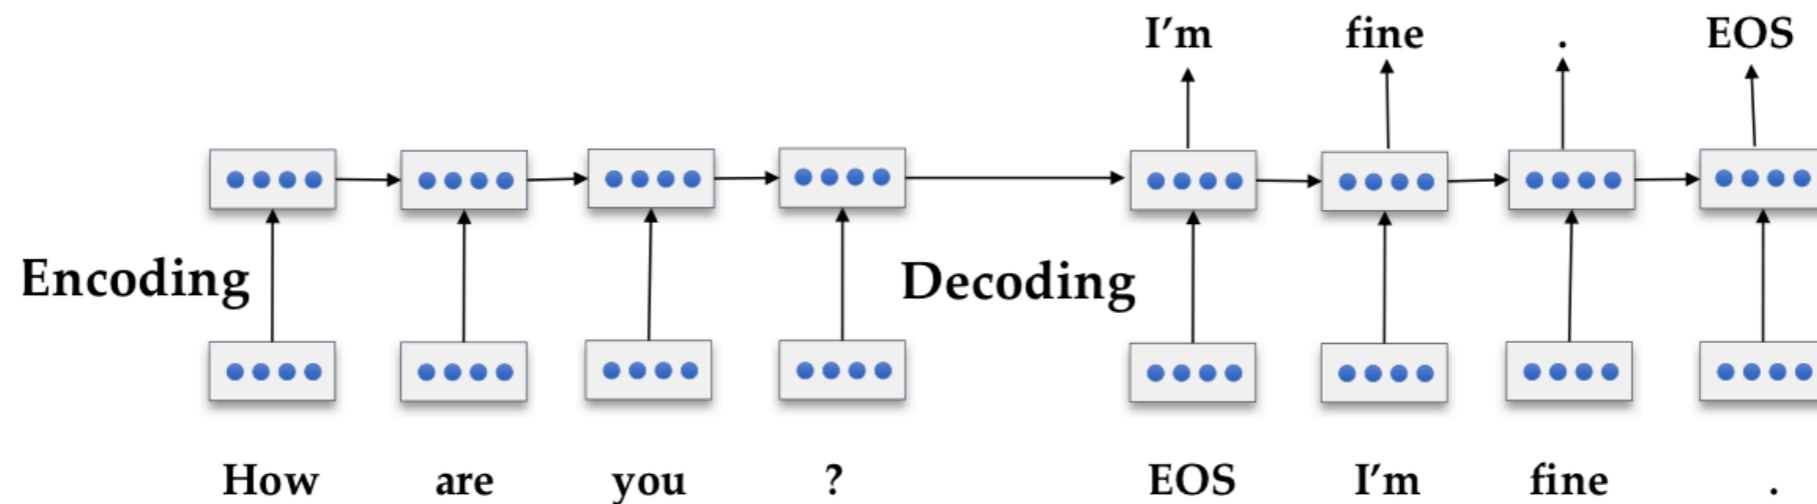 I’m fine . EOS
Encoding Decoding
How are you ? EOS I’m fine .